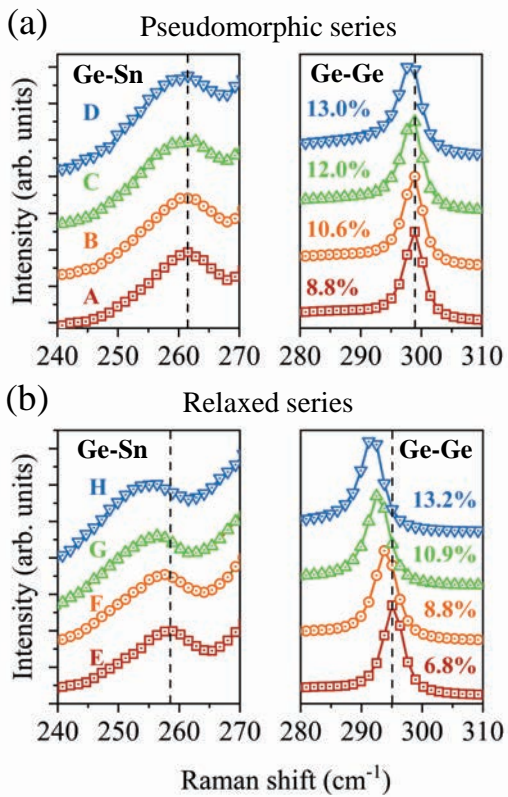 (a) Pseudomorphic series
Intensity (arb. units)
Ge-Sn
D
C
B
A
240 250 260 270
Ge-Ge
13.0%
12.0%
10.6%
8.8%
280 290 300 310
(b) Relaxed series
Intensity (arb. units)
Ge-Sn
H
G
F
E
240 250 260 270
Ge-Ge
13.2%
10.9%
8.8%
6.8%
280 290 300 310
Raman shift (cm⁻¹)